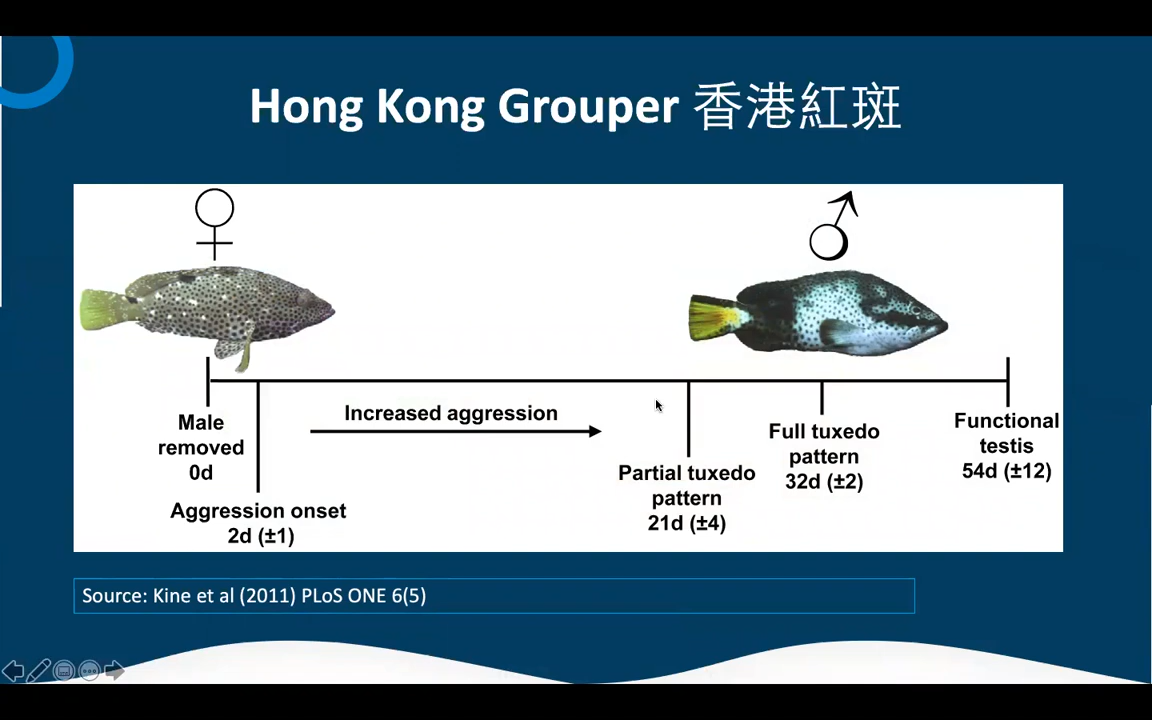 Hong Kong Grouper 香港紅斑
Male
removed
0d
Aggression onset
2d (±1)
Increased aggression
Partial tuxedo
pattern
21d (±4)
Full tuxedo
pattern
32d (±2)
Functional
testis
54d (±12)
Source: Kine et al (2011) PLoS ONE 6(5)